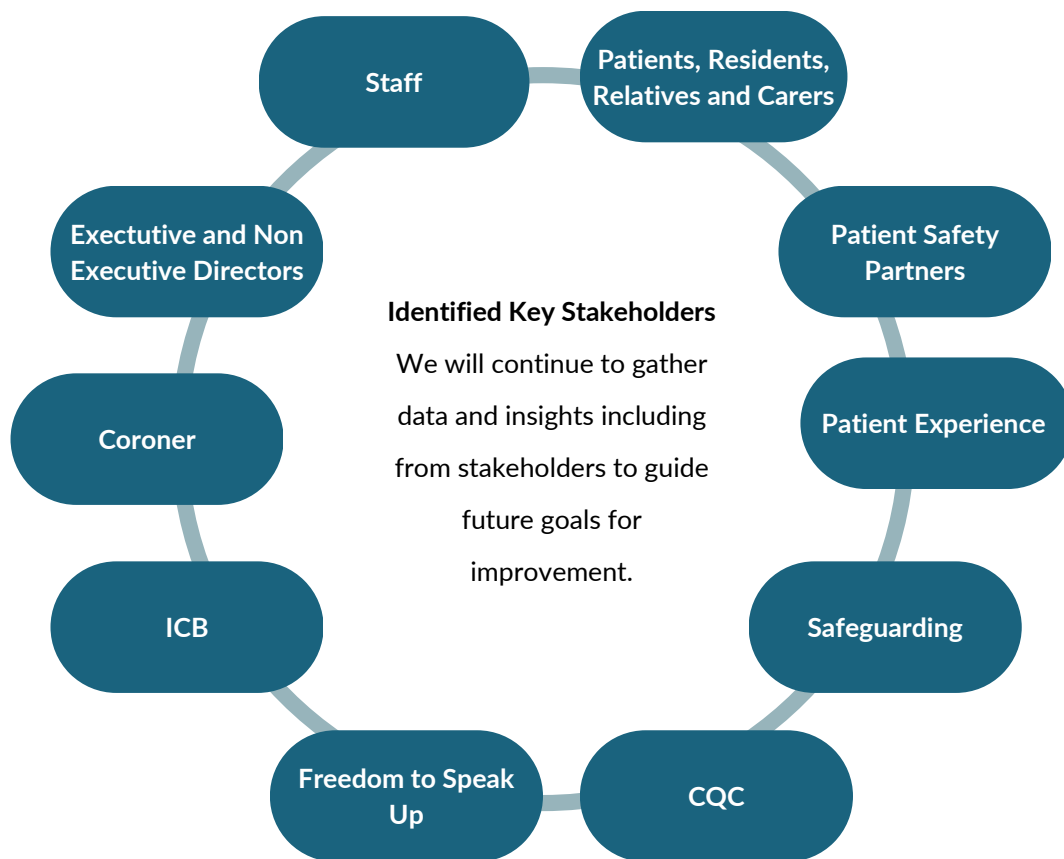 Staff
Patients, Residents,
Relatives and Carers
Exectutive and Non
Executive Directors
Patient Safety
Partners
Identified Key Stakeholders
We will continue to gather
data and insights including
from stakeholders to guide
future goals for
improvement.
Coroner
Patient Experience
ICB
Safeguarding
Freedom to Speak
Up
CQC